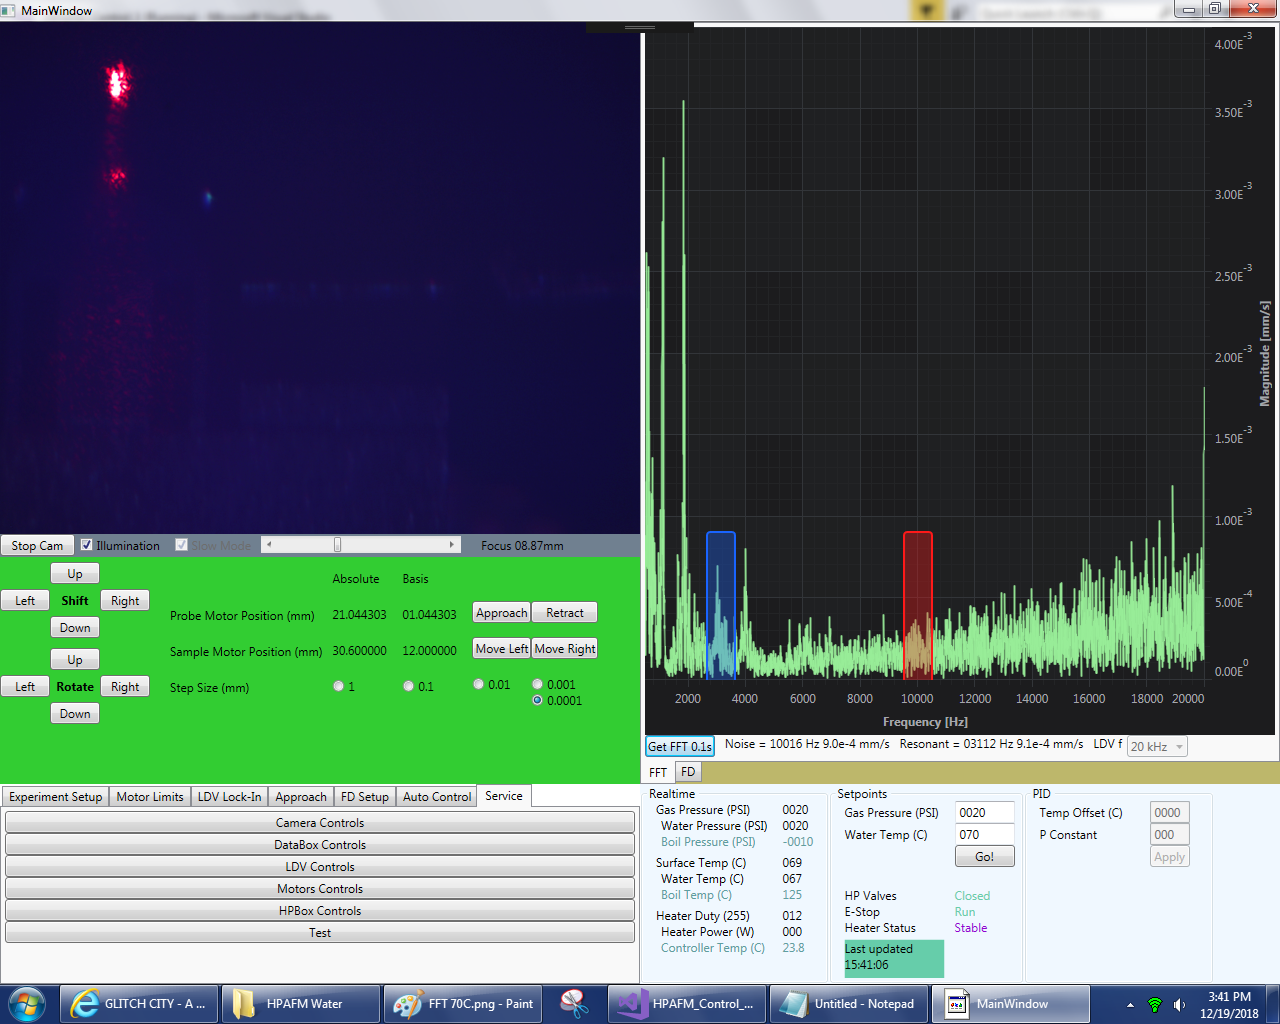 MainWindow
4.00E-3
3.50E-3
3.00E-3
2.50E-3
2.00E-3
1.50E-3
1.00E-3
5.00E-4
0.00E0
Magnitude [mm/s]
2000 4000 6000 8000 10000 12000 14000 16000 18000 20000
Frequency [Hz]
Stop Cam Illumination Slow Mode Focus 08.87mm
Up
Left Shift Right
Down
Up
Left Rotate Right
Down
Absolute Basis
Probe Motor Position (mm) 21.044303 01.044303 Approach Retract
Sample Motor Position (mm) 30.600000 12.000000 Move Left Move Right
Step Size (mm) 1 0.1 0.01 0.001
0.0001
Get FFT 0.1s Noise = 10016 Hz 9.0e-4 mm/s Resonant = 03112 Hz 9.1e-4 mm/s LDV f 20 kHz
FFT FD
Experiment Setup Motor Limits LDV Lock-In Approach FD Setup Auto Control Service
Camera Controls
DataBox Controls
LDV Controls
Motors Controls
HPBox Controls
Test
Realtime
Gas Pressure (PSI) 0020
Water Pressure (PSI) 0020
Boil Pressure (PSI) -0010
Surface Temp (C) 069
Water Temp (C) 067
Boil Temp (C) 125
Heater Duty (255) 012
Heater Power (W) 000
Controller Temp (C) 23.8
Setpoints
Gas Pressure (PSI) 0020
Water Temp (C) 070
Go!
HP Valves Closed
E-Stop Run
Heater Status Stable
Last updated
15:41:06
PID
Temp Offset (C) 0000
P Constant 000
Apply
GLITCH CITY - A ... HPAFM Water FFT 70C.png - Paint HPAFM_Control_... Untitled - Notepad MainWindow
3:41 PM
12/19/2018